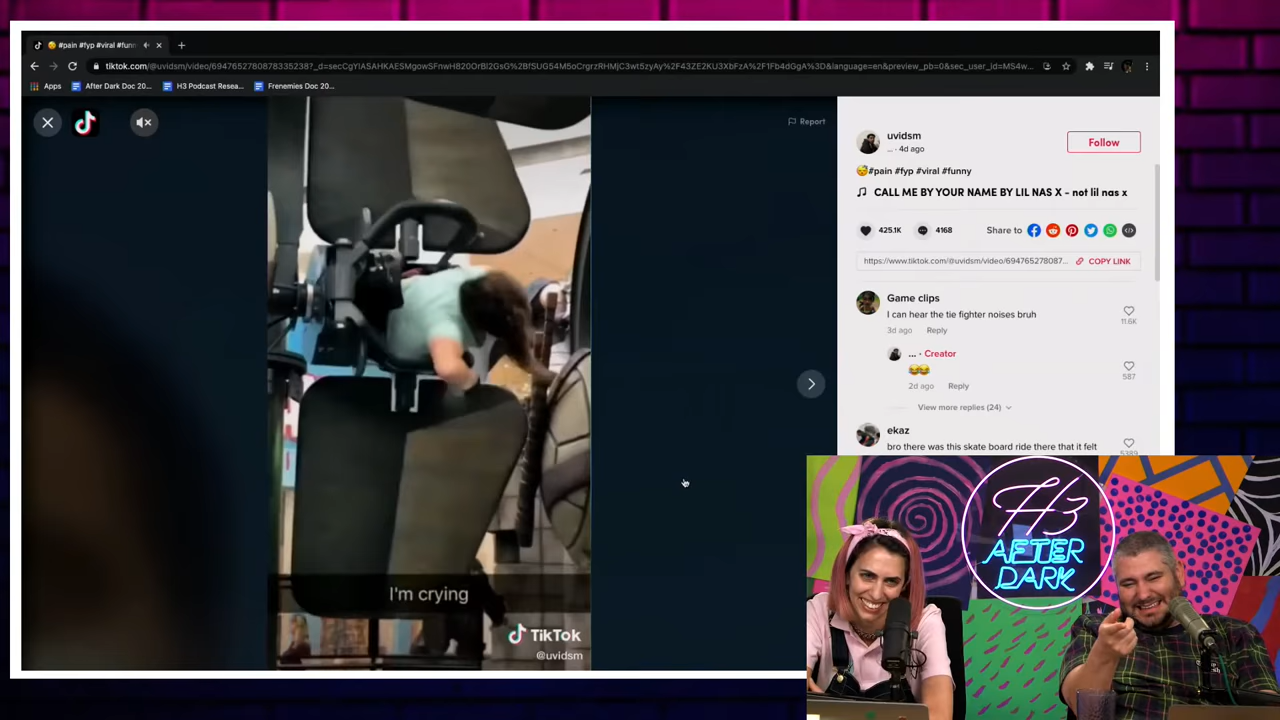 #pain #fyp #viral #funn
tiktok.com/@uvidsm/video/6947652780878335238?_d=secCgYIASAHKAESMgowSFnwH820OrBl2GsG%2BfSUG54M5oCrgrzRHMjC3wt5zyAy%2F43ZE2KU3XbFzA%2F1Fb4dGgA%3D&language=en&preview_pb=0&sec_user_id=MS4w...
Apps
After Dark Doc 20...
H3 Podcast Resea...
Frenemies Doc 20...
Report
uvidsm
... · 4d ago
Follow
😴#pain #fyp #viral #funny
CALL ME BY YOUR NAME BY LIL NAS X - not lil nas x
425.1K
4168
Share to
https://www.tiktok.com/@uvidsm/video/694765278087...
COPY LINK
Game clips
I can hear the tie fighter noises bruh
11.6K
3d ago
Reply
... · Creator
😂😂
587
2d ago
Reply
View more replies (24)
ekaz
bro there was this skate board ride there that it felt
5389
I'm crying
TikTok
@uvidsm
H3
AFTER
DARK